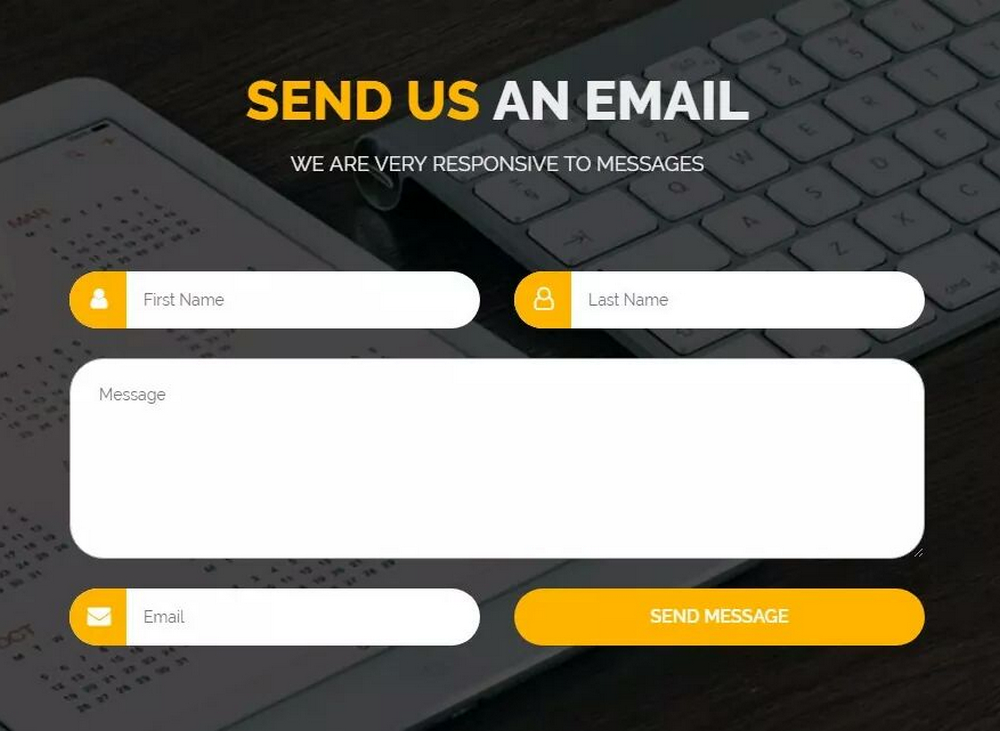 SEND US AN EMAIL
WE ARE VERY RESPONSIVE TO MESSAGES
First Name
Last Name
Message
Email
SEND MESSAGE